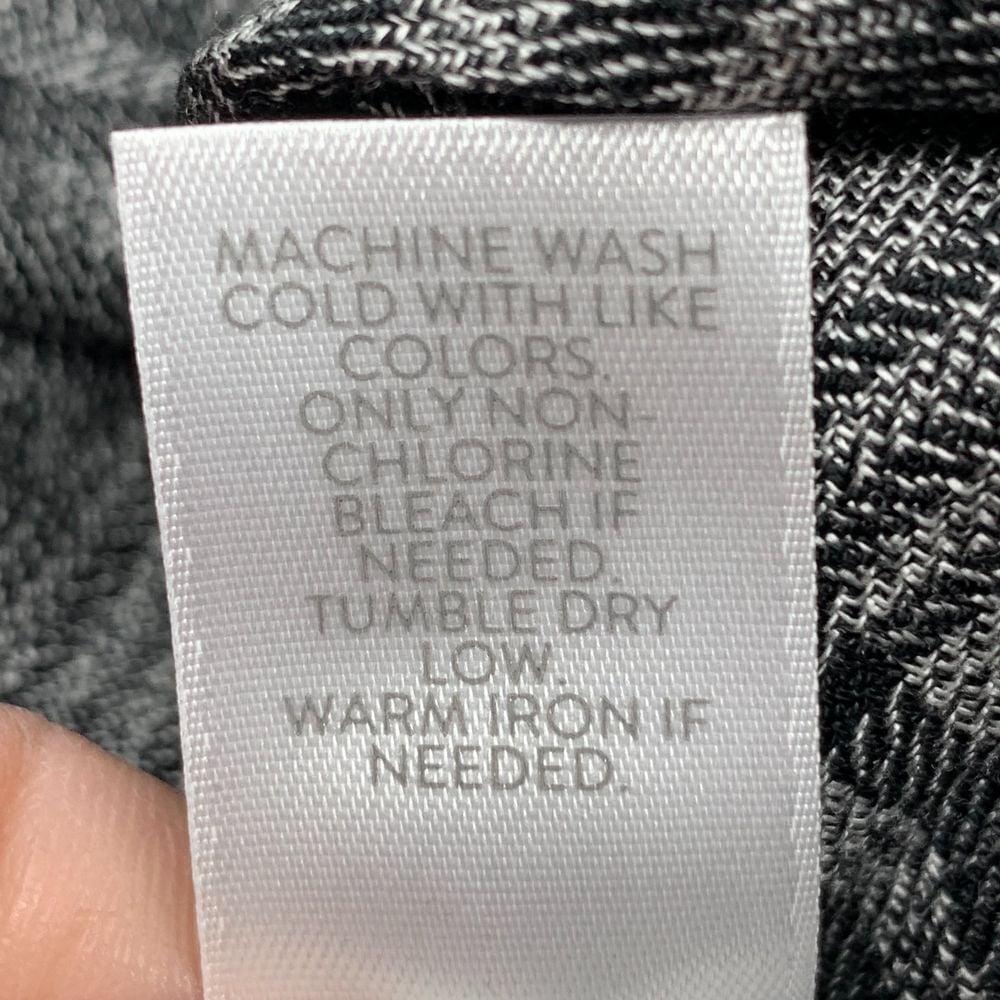 MACHINE WASH
COLD WITH LIKE
COLORS.
ONLY NON-
CHLORINE
BLEACH IF
NEEDED.
TUMBLE DRY
LOW.
WARM IRON IF
NEEDED.